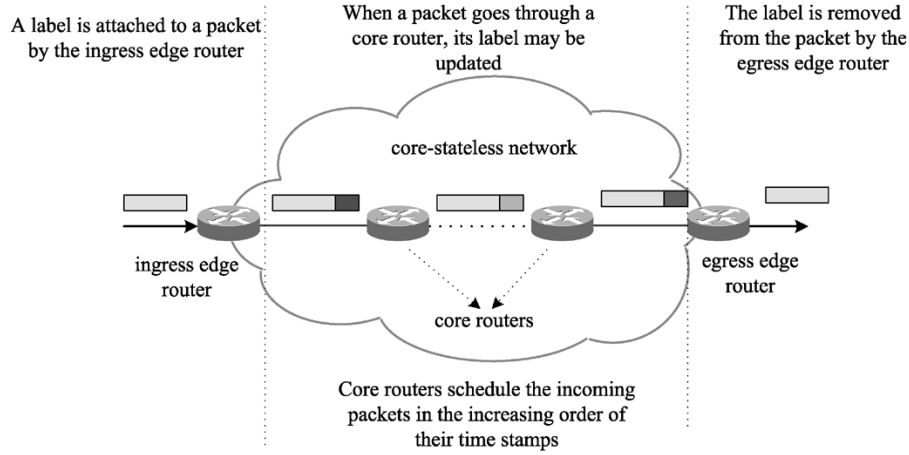 A label is attached to a packet
by the ingress edge router
When a packet goes through a
core router, its label may be
updated
The label is removed
from the packet by the
egress edge router
core-stateless network
ingress edge
router
egress edge
router
core routers
Core routers schedule the incoming
packets in the increasing order of
their time stamps